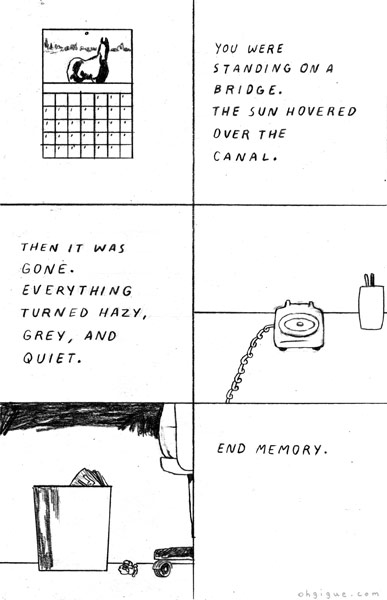 YOU WERE
STANDING ON A
BRIDGE.
THE SUN HOVERED
OVER THE
CANAL.
THEN IT WAS
GONE.
EVERYTHING
TURNED HAZY,
GREY, AND
QUIET.
END MEMORY.
ohgigue.com